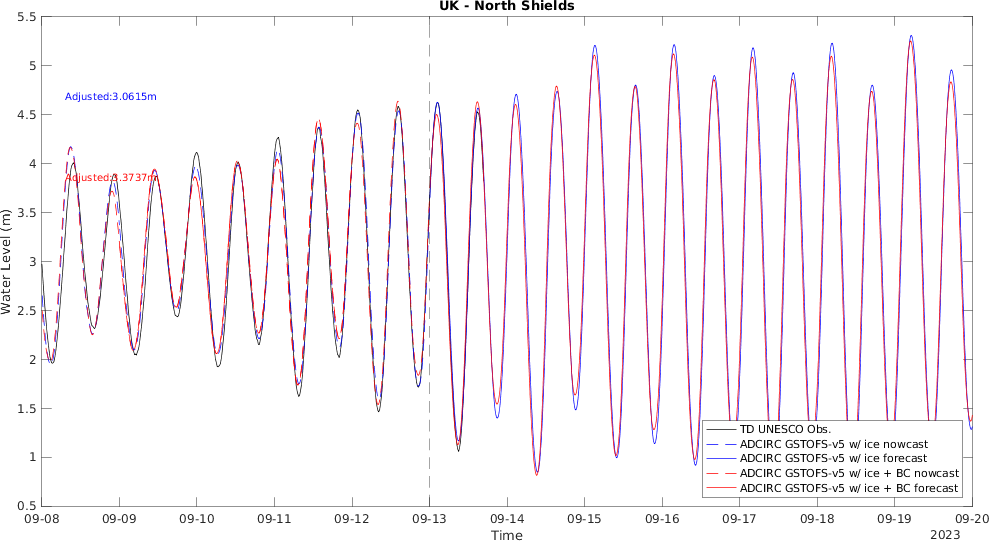 UK - North Shields
5.5
5
4.5
4
3.5
3
2.5
2
1.5
1
0.5
Water Level (m)
Adjusted:3.0615m
Adjusted:3.3737m
TD UNESCO Obs.
ADCIRC GSTOFS-v5 w/ ice nowcast
ADCIRC GSTOFS-v5 w/ ice forecast
ADCIRC GSTOFS-v5 w/ ice + BC nowcast
ADCIRC GSTOFS-v5 w/ ice + BC forecast
09-08 09-09 09-10 09-11 09-12 09-13 09-14 09-15 09-16 09-17 09-18 09-19 09-20
Time
2023